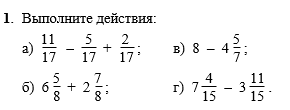 1. Выполните действия:
а) 11/17 – 5/17 + 2/17;   в) 8 – 4 5/7;
б) 6 5/8 + 2 7/8;   г) 7 4/15 – 3 11/15.